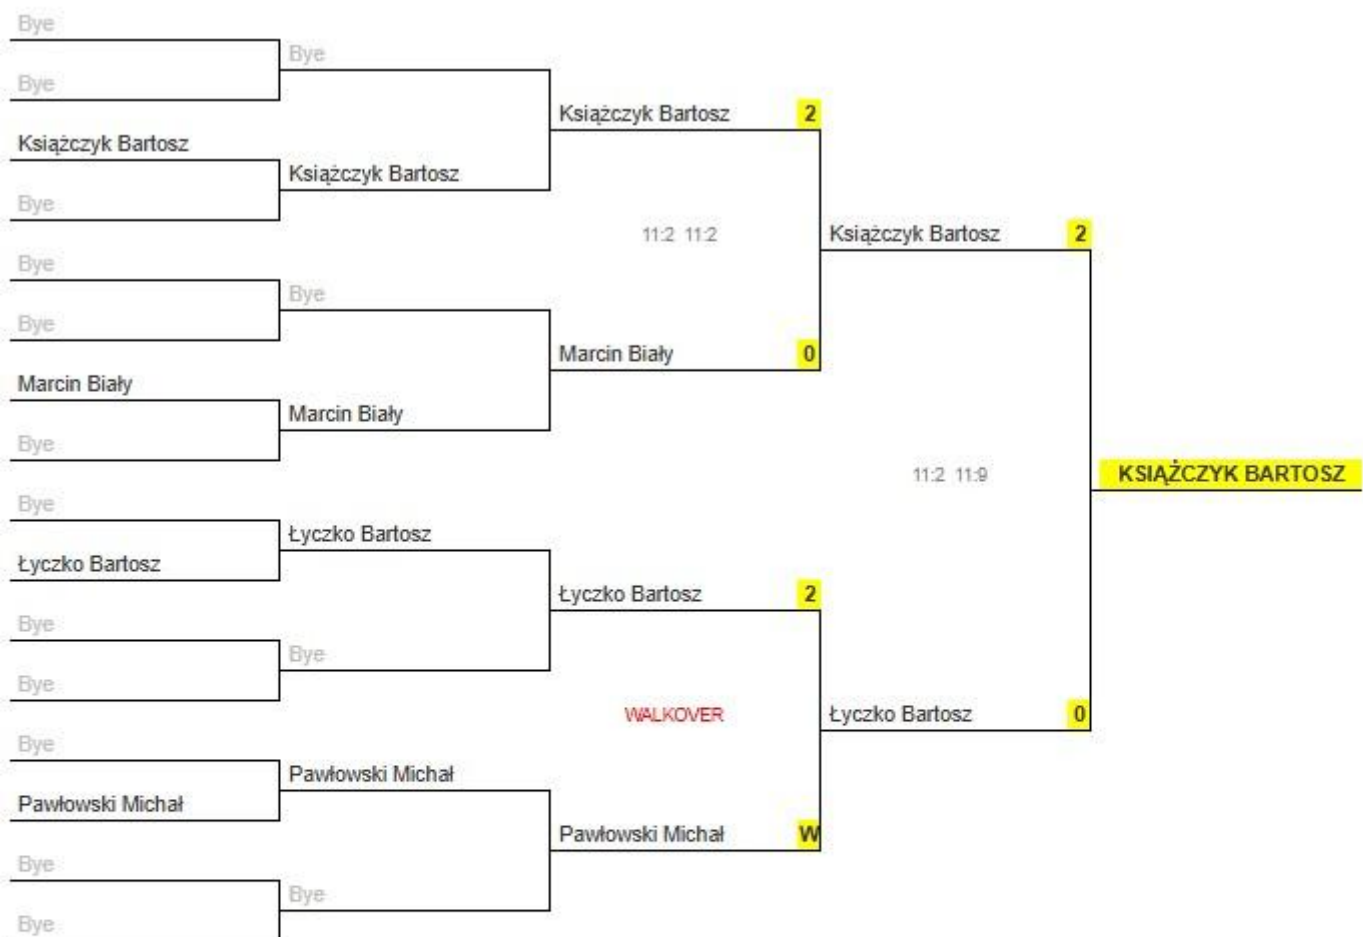 Bye
Bye
Bye
Książczyk Bartosz 2
Książczyk Bartosz
Książczyk Bartosz
Bye
11:2 11:2
Książczyk Bartosz 2
Bye
Bye
Bye
Marcin Biały 0
Marcin Biały
Marcin Biały
Bye
11:2 11:9
KSIĄŻCZYK BARTOSZ
Bye
Łyczko Bartosz
Łyczko Bartosz
Łyczko Bartosz 2
Bye
Bye
Bye
WALKOVER
Łyczko Bartosz 0
Bye
Pawłowski Michał
Pawłowski Michał
Pawłowski Michał W
Bye
Bye
Bye